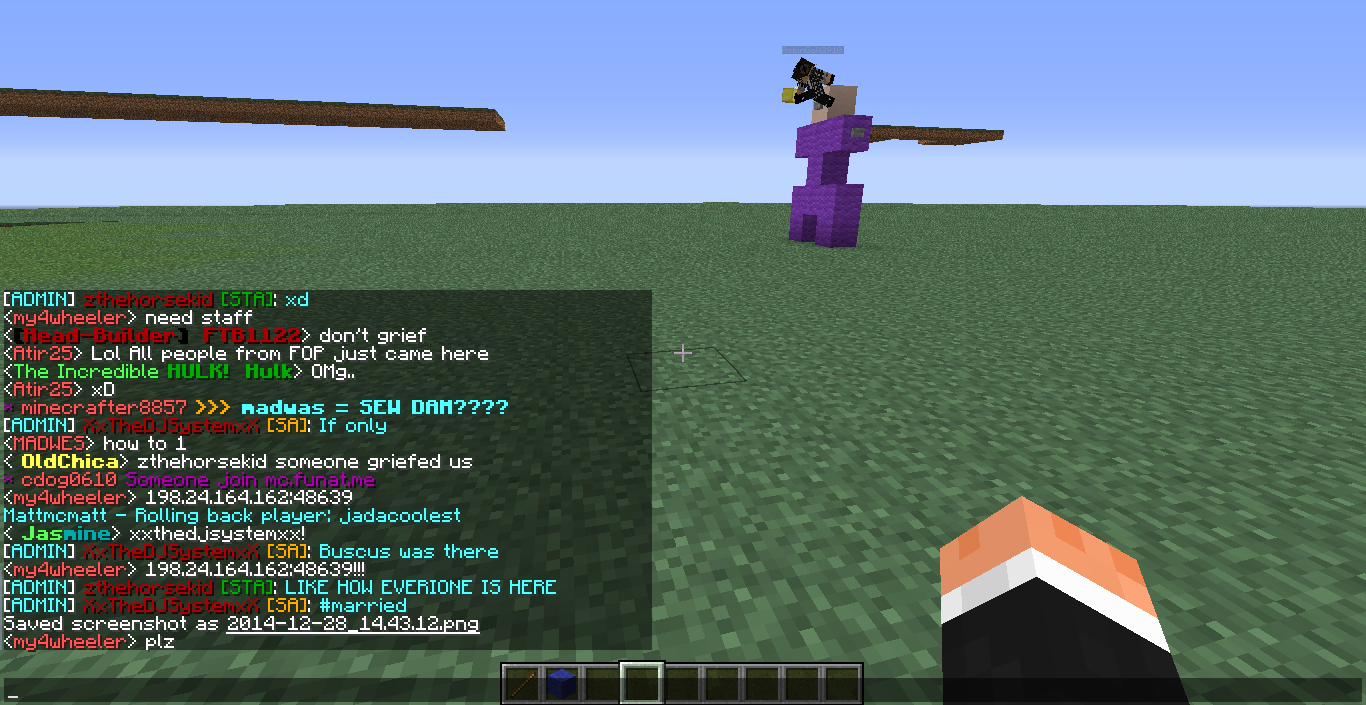 [ADMIN] zthehorsekid [STA]: xd
<my4wheeler> need staff
<[Head-Builder] FTB1122> don't grief
<Atir25> Lol All people from FOP just came here
<The Incredible HULK! Hulk> OMg..
<Atir25> xD
* minecrafter8857 >>> madwas = SEW DAM????
[ADMIN] XxTheDJSystemxX [SA]: If only
<MADWES> how to 1
< OldChica> zthehorsekid someone griefed us
* cdog0610 Someone join mc.funat.me
<my4wheeler> 198.24.164.162:48639
Mattmcmatt - Rolling back player: jadacoolest
< Jasmine> xxthedjsystemxx!
[ADMIN] XxTheDJSystemxX [SA]: Buscus was there
<my4wheeler> 198.24.164.162:48639!!!
[ADMIN] zthehorsekid [STA]: LIKE HOW EVERIONE IS HERE
[ADMIN] XxTheDJSystemxX [SA]: #married
Saved screenshot as 2014-12-28_14.43.12.png
<my4wheeler> plz
_